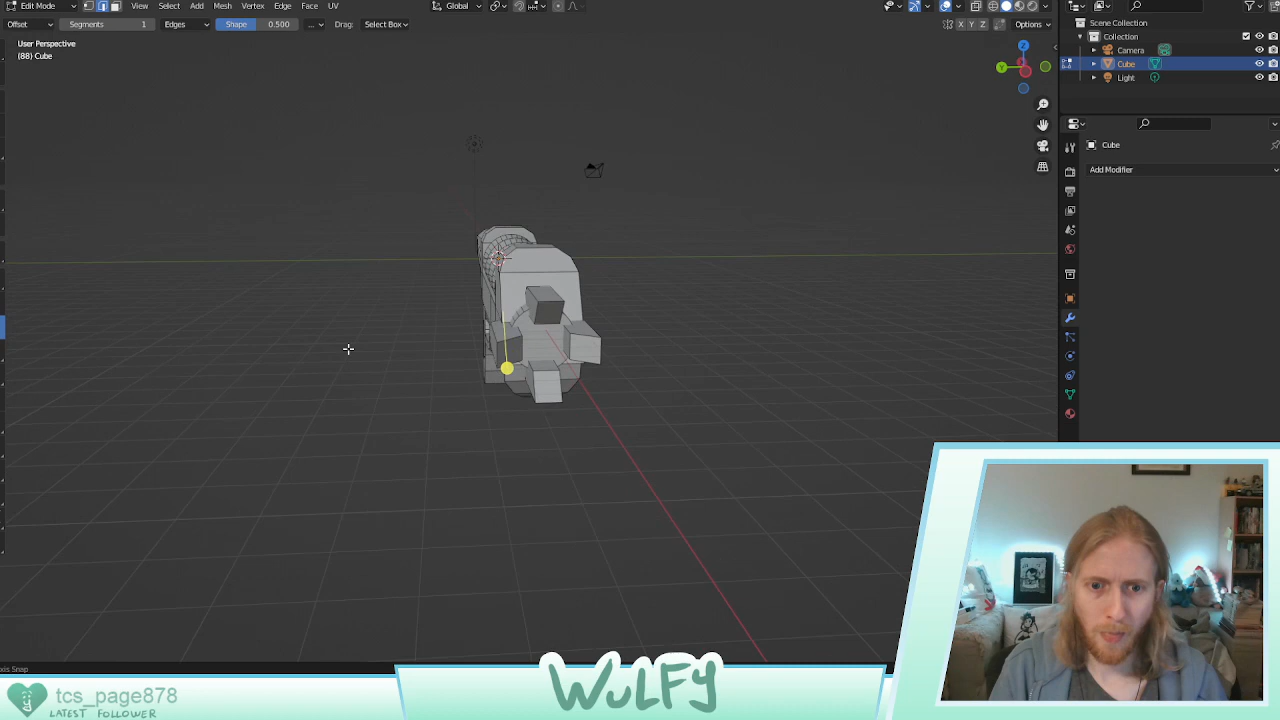 Edit Mode View Select Add Mesh Vertex Edge Face UV Global
Offset Segments 1 Edges Shape 0.500 ... Drag: Select Box X Y Z Options
User Perspective
(88) Cube
Z
Y
Scene Collection
Collection
Camera
Cube
Light
Cube
Add Modifier
xis Snap
tcs_page878
LATEST FOLLOWER
WULFY